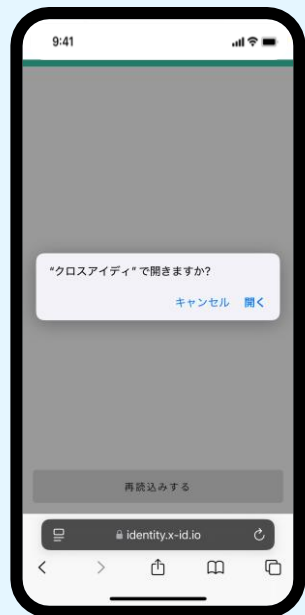 9:41
“クロスアイディ“ で開きますか?
キャンセル 開く
再読込みする
identity.x-id.io